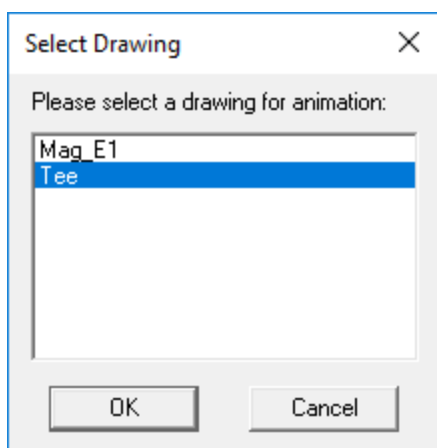 Select Drawing
Please select a drawing for animation:
Mag_E1
Tee
OK
Cancel